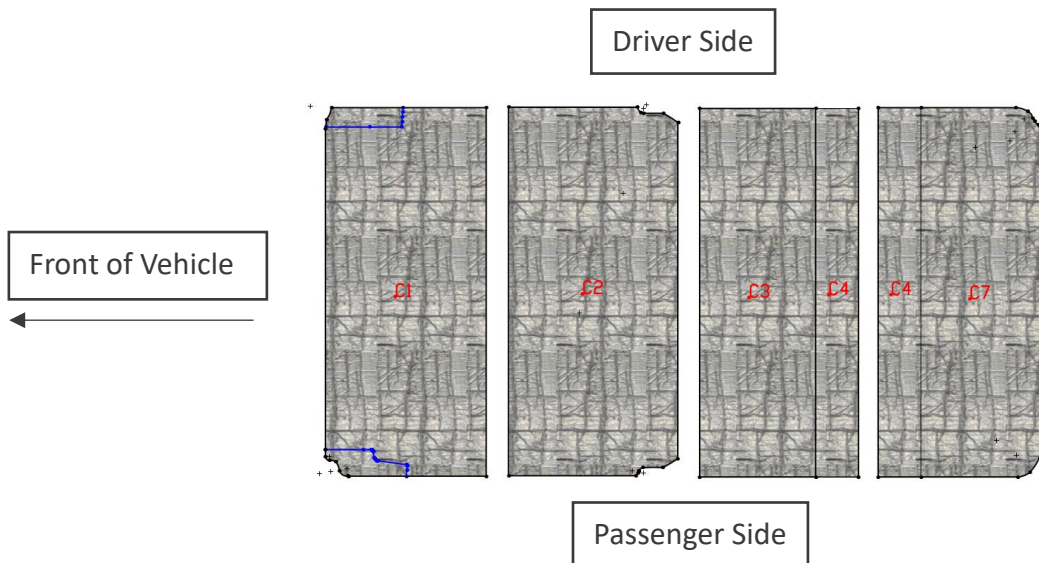 Driver Side
Front of Vehicle
C1
C2
C3
C4
C4
C7
Passenger Side